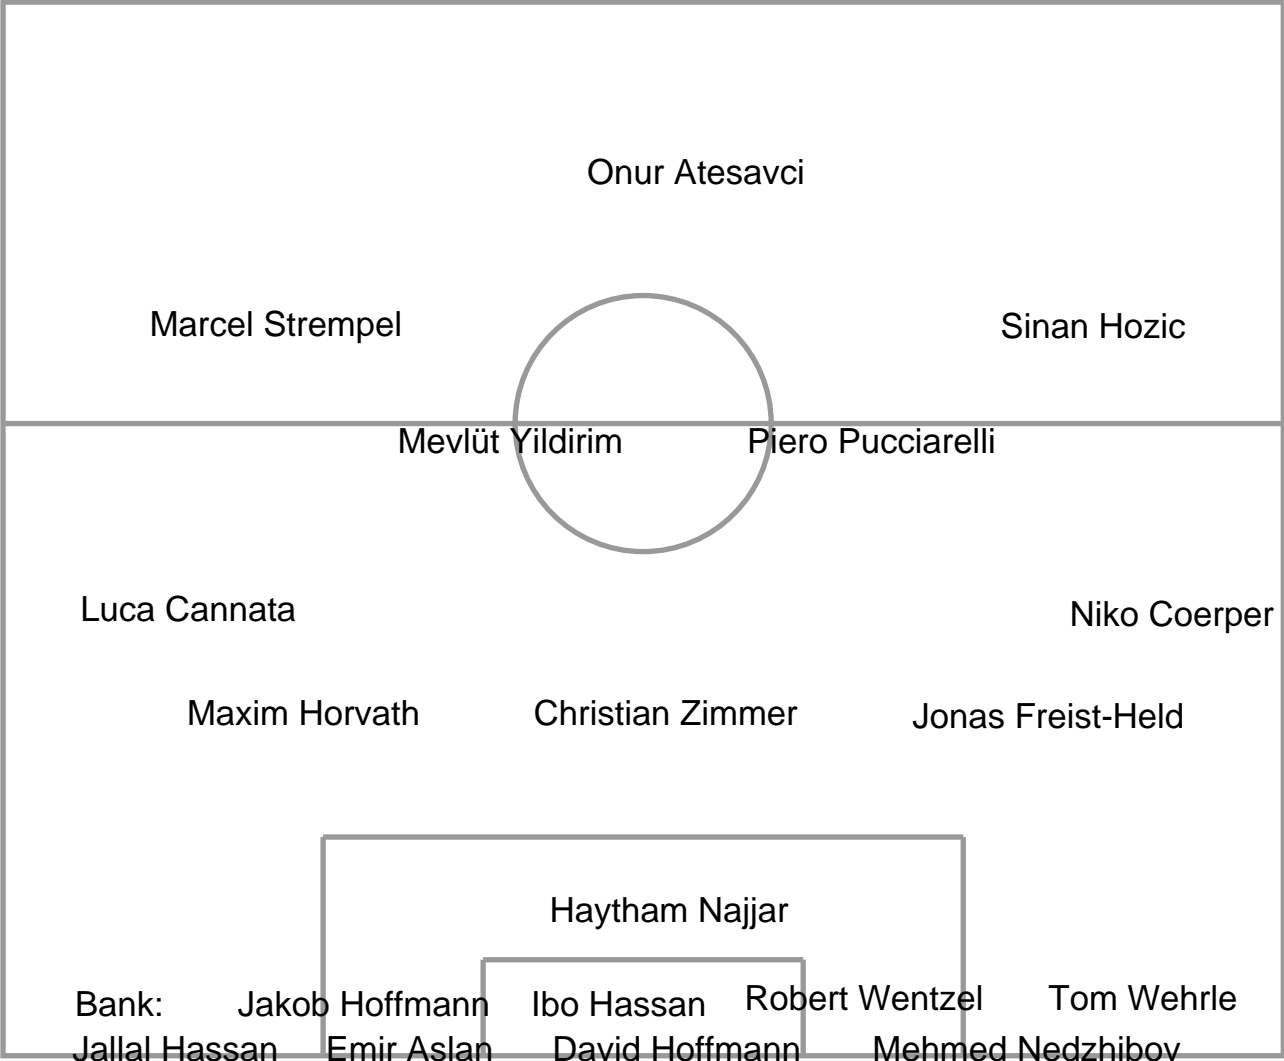 Onur Atesavci
Marcel Strempel Sinan Hozic
Mevlüt Yildirim Piero Pucciarelli
Luca Cannata Niko Coerper
Maxim Horvath Christian Zimmer Jonas Freist-Held
Haytham Najjar
Bank: Jakob Hoffmann Ibo Hassan Robert Wentzel Tom Wehrle
Jallal Hassan Emir Aslan David Hoffmann Mehmed Nedzhibov